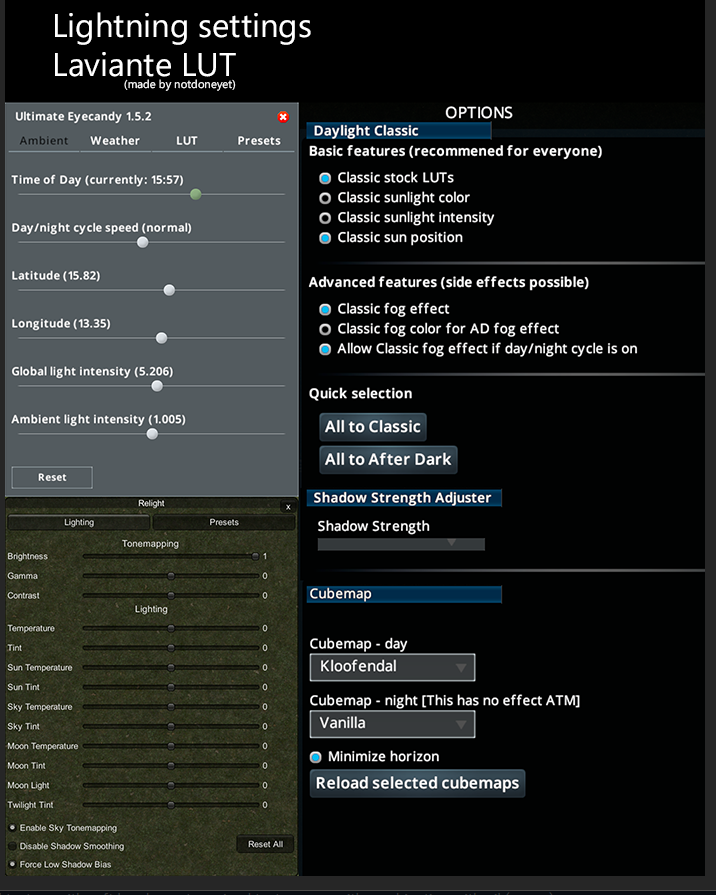 Lightning settings
Laviante LUT
(made by notdoneyet)
Ultimate Eyecandy 1.5.2
Ambient Weather LUT Presets
Time of Day (currently: 15:57)
Day/night cycle speed (normal)
Latitude (15.82)
Longitude (13.35)
Global light intensity (5.206)
Ambient light intensity (1.005)
Reset
Relight x
Lighting Presets
Tonemapping
Brightness 1
Gamma 0
Contrast 0
Lighting
Temperature 0
Tint 0
Sun Temperature 0
Sun Tint 0
Sky Temperature 0
Sky Tint 0
Moon Temperature 0
Moon Tint 0
Moon Light 0
Twilight Tint 0
Enable Sky Tonemapping
Disable Shadow Smoothing
Reset All
Force Low Shadow Bias
OPTIONS
Daylight Classic
Basic features (recommened for everyone)
Classic stock LUTs
Classic sunlight color
Classic sunlight intensity
Classic sun position
Advanced features (side effects possible)
Classic fog effect
Classic fog color for AD fog effect
Allow Classic fog effect if day/night cycle is on
Quick selection
All to Classic
All to After Dark
Shadow Strength Adjuster
Shadow Strength
Cubemap
Cubemap - day
Kloofendal
Cubemap - night [This has no effect ATM]
Vanilla
Minimize horizon
Reload selected cubemaps